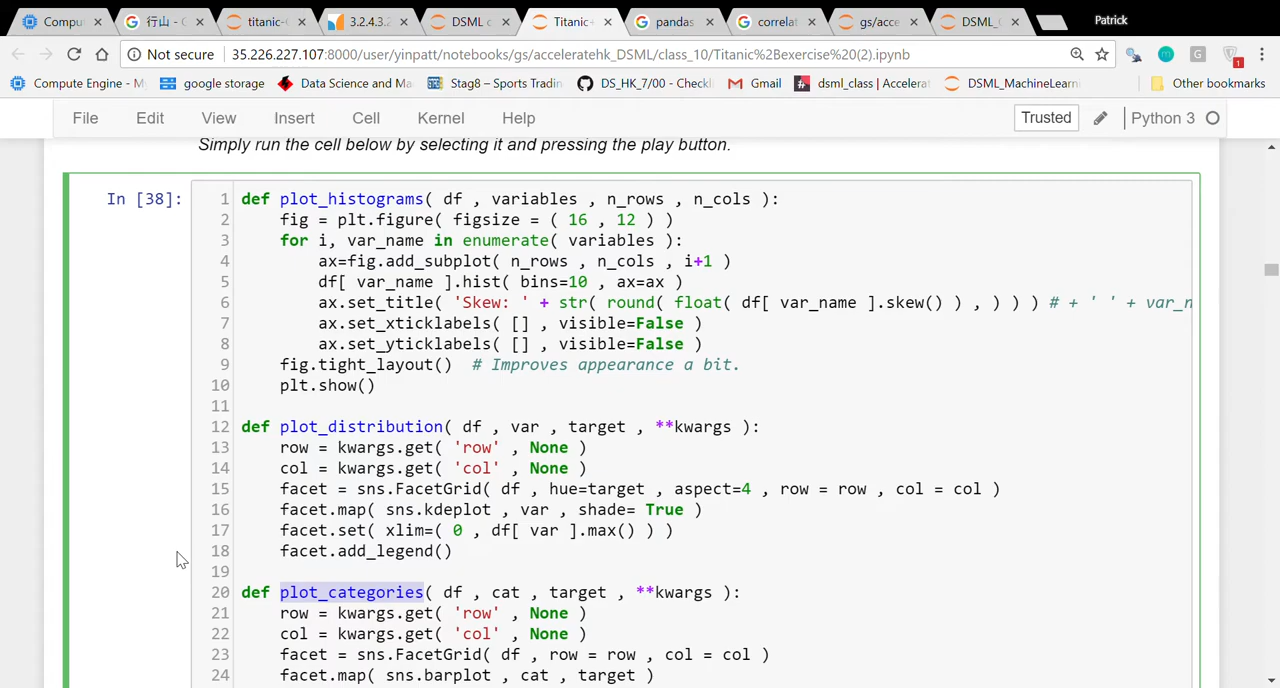 Comput
行山 - G
titanic-
3.2.4.3.2
DSML c
Titanic+
pandas
correlat
gs/acce
DSML_
Patrick
Not secure 35.226.227.107:8000/user/yinpatt/notebooks/gs/acceleratehk_DSML/class_10/Titanic%2Bexercise%20(2).ipynb
Compute Engine - My google storage Data Science and Ma Stag8 – Sports Tradin DS_HK_7/00 - Checkl Gmail dsml_class | Accelera DSML_MachineLearni Other bookmarks
File Edit View Insert Cell Kernel Help Trusted Python 3
Simply run the cell below by selecting it and pressing the play button.
In [38]:
1 def plot_histograms( df , variables , n_rows , n_cols ):
2 fig = plt.figure( figsize = ( 16 , 12 ) )
3 for i, var_name in enumerate( variables ):
4 ax=fig.add_subplot( n_rows , n_cols , i+1 )
5 df[ var_name ].hist( bins=10 , ax=ax )
6 ax.set_title( 'Skew: ' + str( round( float( df[ var_name ].skew() ) , ) ) ) # + ' ' + var_n
7 ax.set_xticklabels( [] , visible=False )
8 ax.set_yticklabels( [] , visible=False )
9 fig.tight_layout() # Improves appearance a bit.
10 plt.show()
11
12 def plot_distribution( df , var , target , **kwargs ):
13 row = kwargs.get( 'row' , None )
14 col = kwargs.get( 'col' , None )
15 facet = sns.FacetGrid( df , hue=target , aspect=4 , row = row , col = col )
16 facet.map( sns.kdeplot , var , shade= True )
17 facet.set( xlim=( 0 , df[ var ].max() ) )
18 facet.add_legend()
19
20 def plot_categories( df , cat , target , **kwargs ):
21 row = kwargs.get( 'row' , None )
22 col = kwargs.get( 'col' , None )
23 facet = sns.FacetGrid( df , row = row , col = col )
24 facet.map( sns.barplot , cat , target )